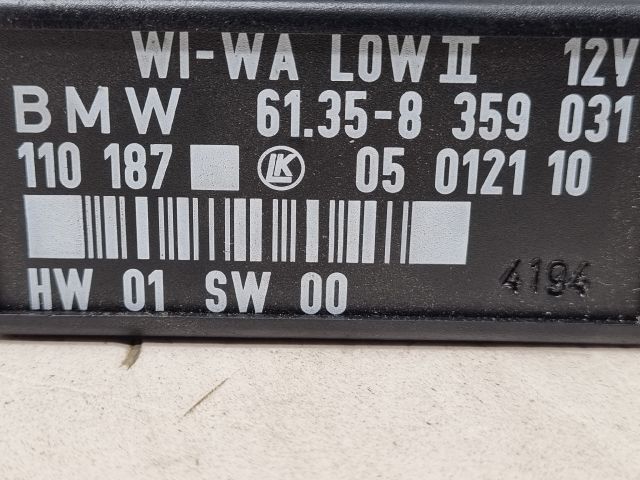 WI-WA LOW II 12V
BMW 61.35-8 359 031
110 187 LK 05 0121 10
HW 01 SW 00 4194